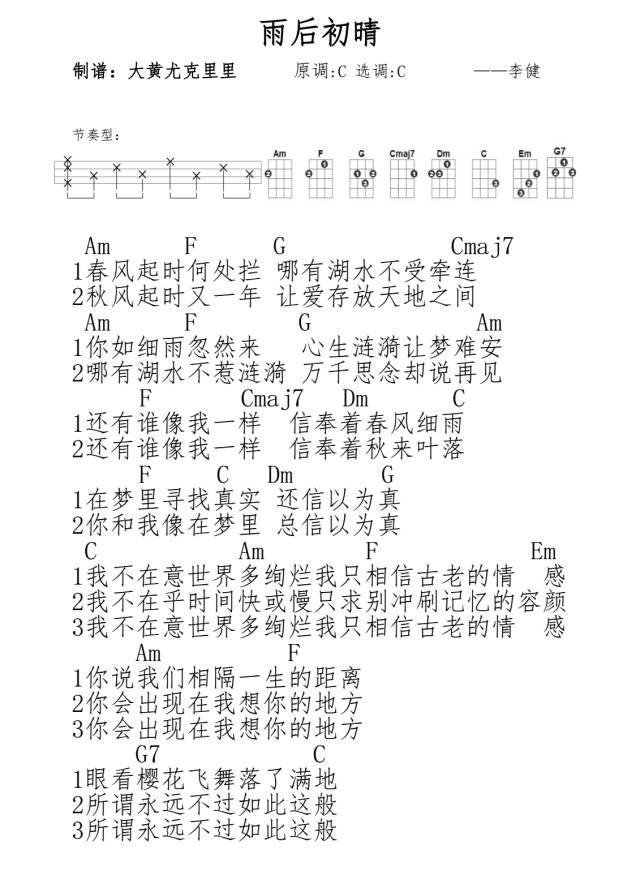 雨后初晴
制谱：大黄尤克里里 原调:C 选调:C ——李健
节奏型:
Am F G Cmaj7 Dm C Em G7
Am F G Cmaj7
1春风起时何处拦 哪有湖水不受牵连
2秋风起时又一年 让爱存放天地之间
Am F G Am
1你如细雨忽然来 心生涟漪让梦难安
2哪有湖水不惹涟漪 万千思念却说再见
F Cmaj7 Dm C
1还有谁像我一样 信奉着春风细雨
2还有谁像我一样 信奉着秋来叶落
F C Dm G
1在梦里寻找真实 还信以为真
2你和我像在梦里 总信以为真
C Am F Em
1我不在意世界多绚烂我只相信古老的情 感
2我不在乎时间快或慢只求别冲刷记忆的容颜
3我不在意世界多绚烂我只相信古老的情 感
Am F
1你说我们相隔一生的距离
2你会出现在我想你的地方
3你会出现在我想你的地方
G7 C
1眼看樱花飞舞落了满地
2所谓永远不过如此这般
3所谓永远不过如此这般